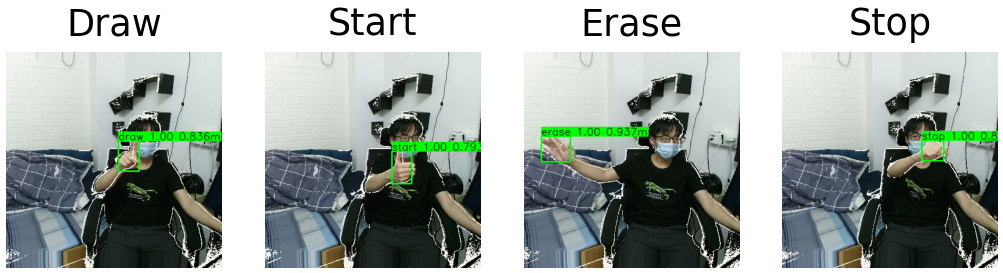 Draw
Start
Erase
Stop
draw 1.00 0.836m
start 1.00 0.79
erase 1.00 0.937m
stop 1.00 0.8